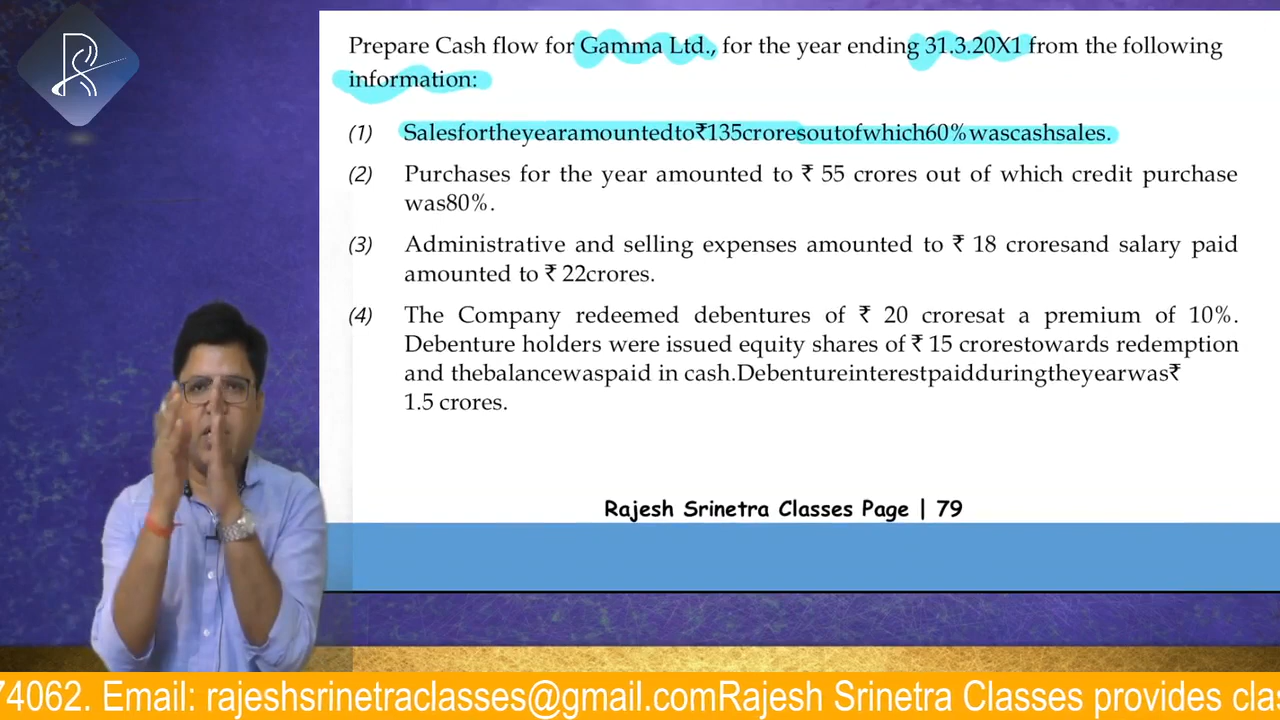 RS
Prepare Cash flow for Gamma Ltd., for the year ending 31.3.20X1 from the following
information:
(1) Salesfortheyearamountedto₹135croresoutofwhich60%wascashsales.
(2) Purchases for the year amounted to ₹ 55 crores out of which credit purchase
was80%.
(3) Administrative and selling expenses amounted to ₹ 18 croresand salary paid
amounted to ₹ 22crores.
(4) The Company redeemed debentures of ₹ 20 croresat a premium of 10%.
Debenture holders were issued equity shares of ₹ 15 crorestowards redemption
and thebalancewaspaid in cash.Debentureinterestpaidduringtheyearwas₹
1.5 crores.
Rajesh Srinetra Classes Page | 79
74062. Email: rajeshsrinetraclasses@gmail.comRajesh Srinetra Classes provides clas